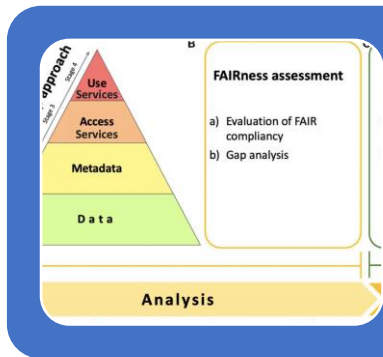 B
approach
Stage 4
Stage 3
Use
Services
Access
Services
Metadata
Data
FAIRness assessment
a) Evaluation of FAIR
compliancy
b) Gap analysis
Analysis